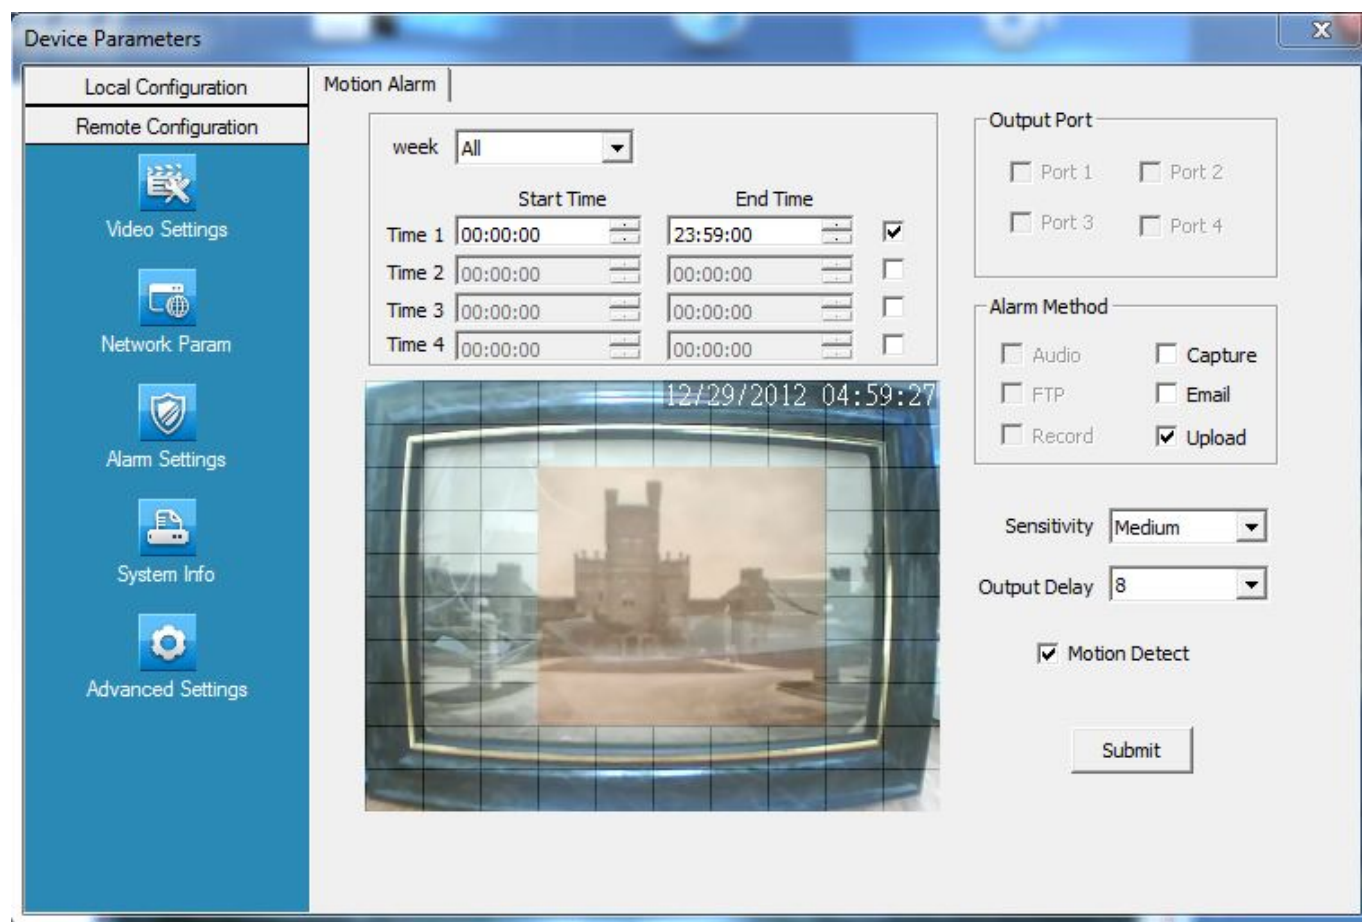 Device Parameters
Local Configuration
Remote Configuration
Video Settings
Network Param
Alarm Settings
System Info
Advanced Settings
Motion Alarm
week All
Start Time End Time
Time 1 00:00:00 23:59:00
Time 2 00:00:00 00:00:00
Time 3 00:00:00 00:00:00
Time 4 00:00:00 00:00:00
12/29/2012 04:59:27
Output Port
Port 1 Port 2
Port 3 Port 4
Alarm Method
Audio Capture
FTP Email
Record Upload
Sensitivity Medium
Output Delay 8
Motion Detect
Submit